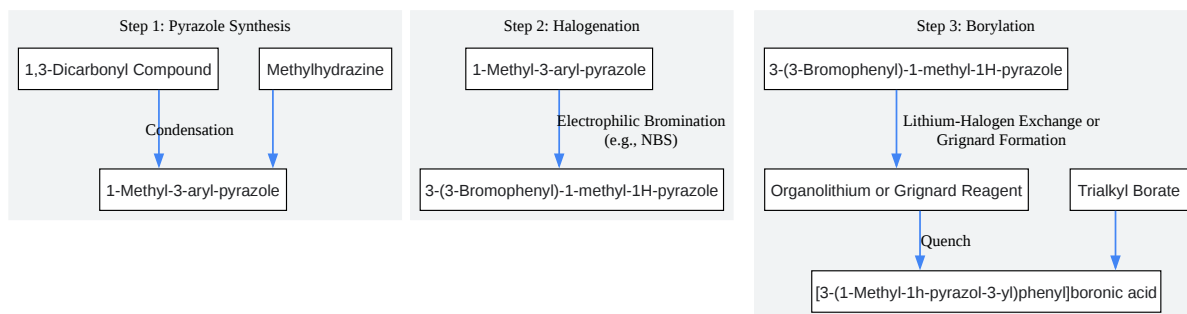 Step 1: Pyrazole Synthesis
1,3-Dicarbonyl Compound
Methylhydrazine
Condensation
1-Methyl-3-aryl-pyrazole
Step 2: Halogenation
1-Methyl-3-aryl-pyrazole
Electrophilic Bromination
(e.g., NBS)
3-(3-Bromophenyl)-1-methyl-1H-pyrazole
Step 3: Borylation
3-(3-Bromophenyl)-1-methyl-1H-pyrazole
Lithium-Halogen Exchange or
Grignard Formation
Organolithium or Grignard Reagent
Trialkyl Borate
Quench
[3-(1-Methyl-1h-pyrazol-3-yl)phenyl]boronic acid